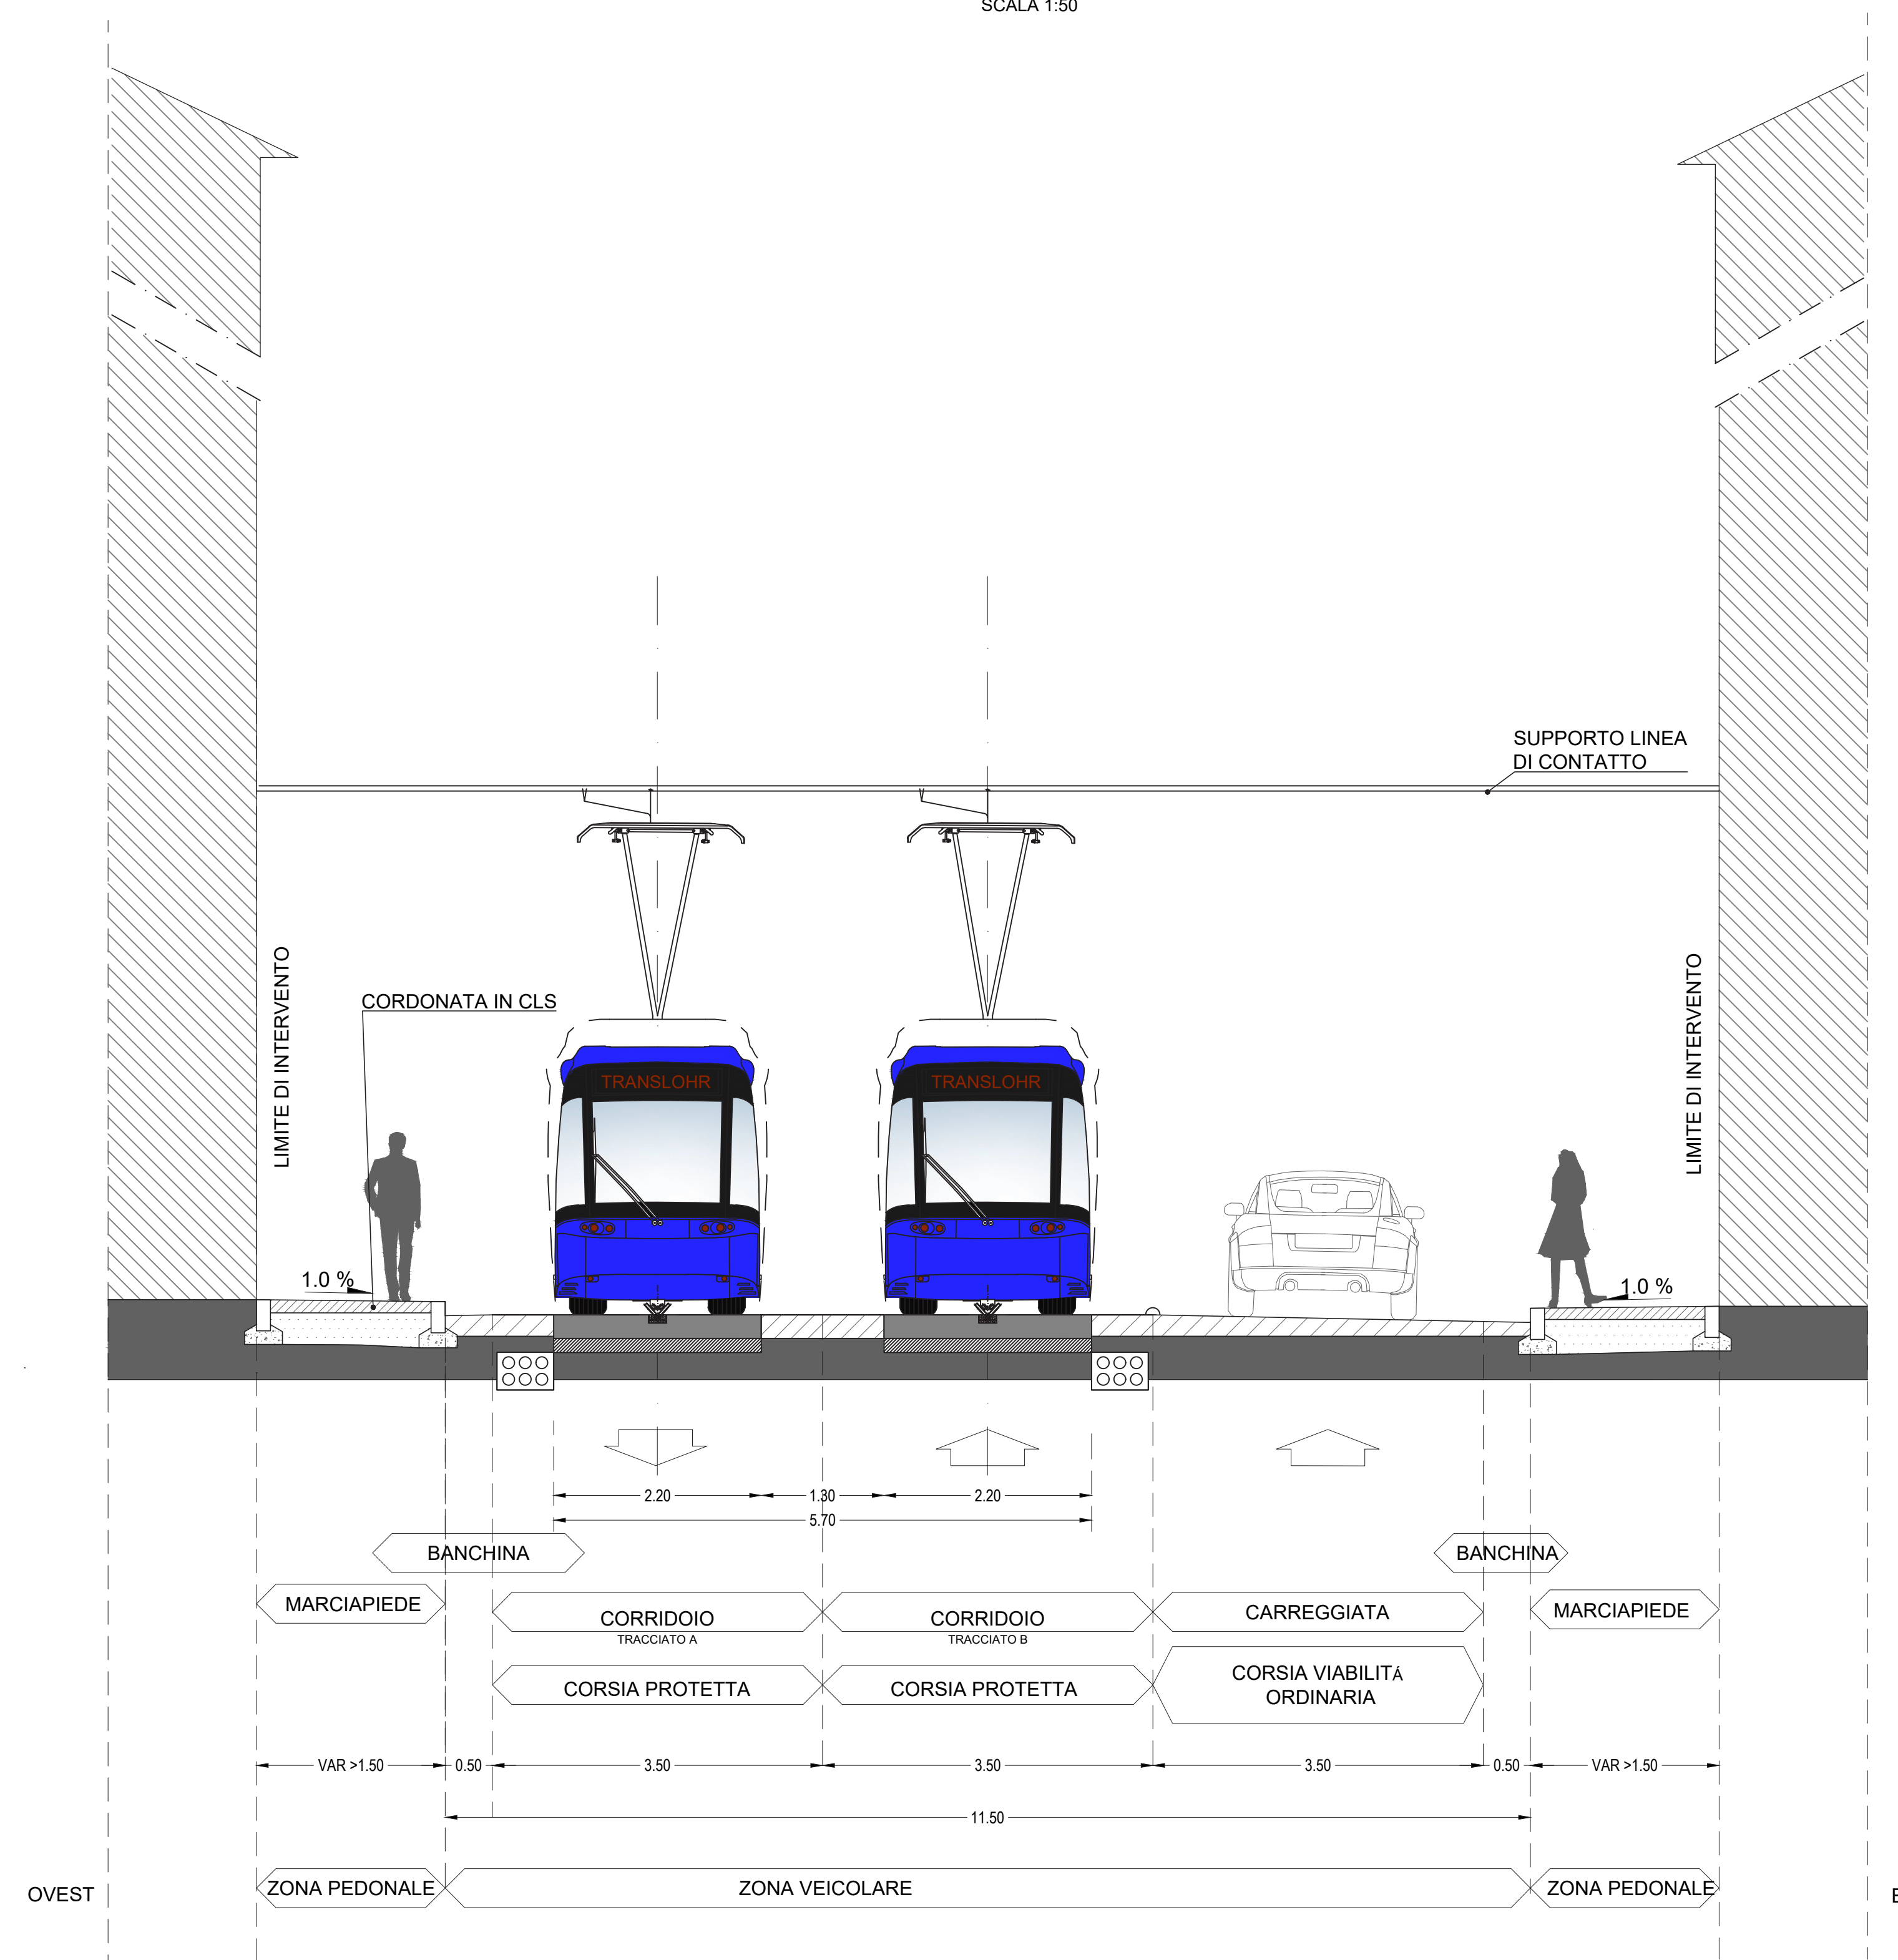 SCALA 1:50
SUPPORTO LINEA
DI CONTATTO
LIMITE DI INTERVENTO
CORDONATA IN CLS
LIMITE DI INTERVENTO
TRANSLOHR
TRANSLOHR
1.0 %
1.0 %
2.20
1.30
2.20
5.70
BANCHINA
BANCHINA
MARCIAPIEDE
CORRIDOIO
TRACCIATO A
CORRIDOIO
TRACCIATO B
CARREGGIATA
MARCIAPIEDE
CORSIA PROTETTA
CORSIA PROTETTA
CORSIA VIABILITÁ
ORDINARIA
VAR >1.50
0.50
3.50
3.50
3.50
0.50
VAR >1.50
11.50
OVEST
ZONA PEDONALE
ZONA VEICOLARE
ZONA PEDONALE